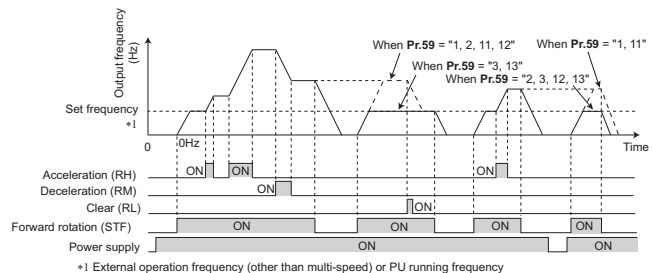 Output frequency
(Hz)
When Pr.59 = "1, 2, 11, 12"
When Pr.59 = "1, 11"
When Pr.59 = "3, 13"
When Pr.59 = "2, 3, 12, 13"
Set frequency
*1
0
0Hz
Time
Acceleration (RH)
ON
ON
ON
Deceleration (RM)
ON
Clear (RL)
ON
Forward rotation (STF)
ON
ON
ON
ON
Power supply
ON
ON
*1 External operation frequency (other than multi-speed) or PU running frequency